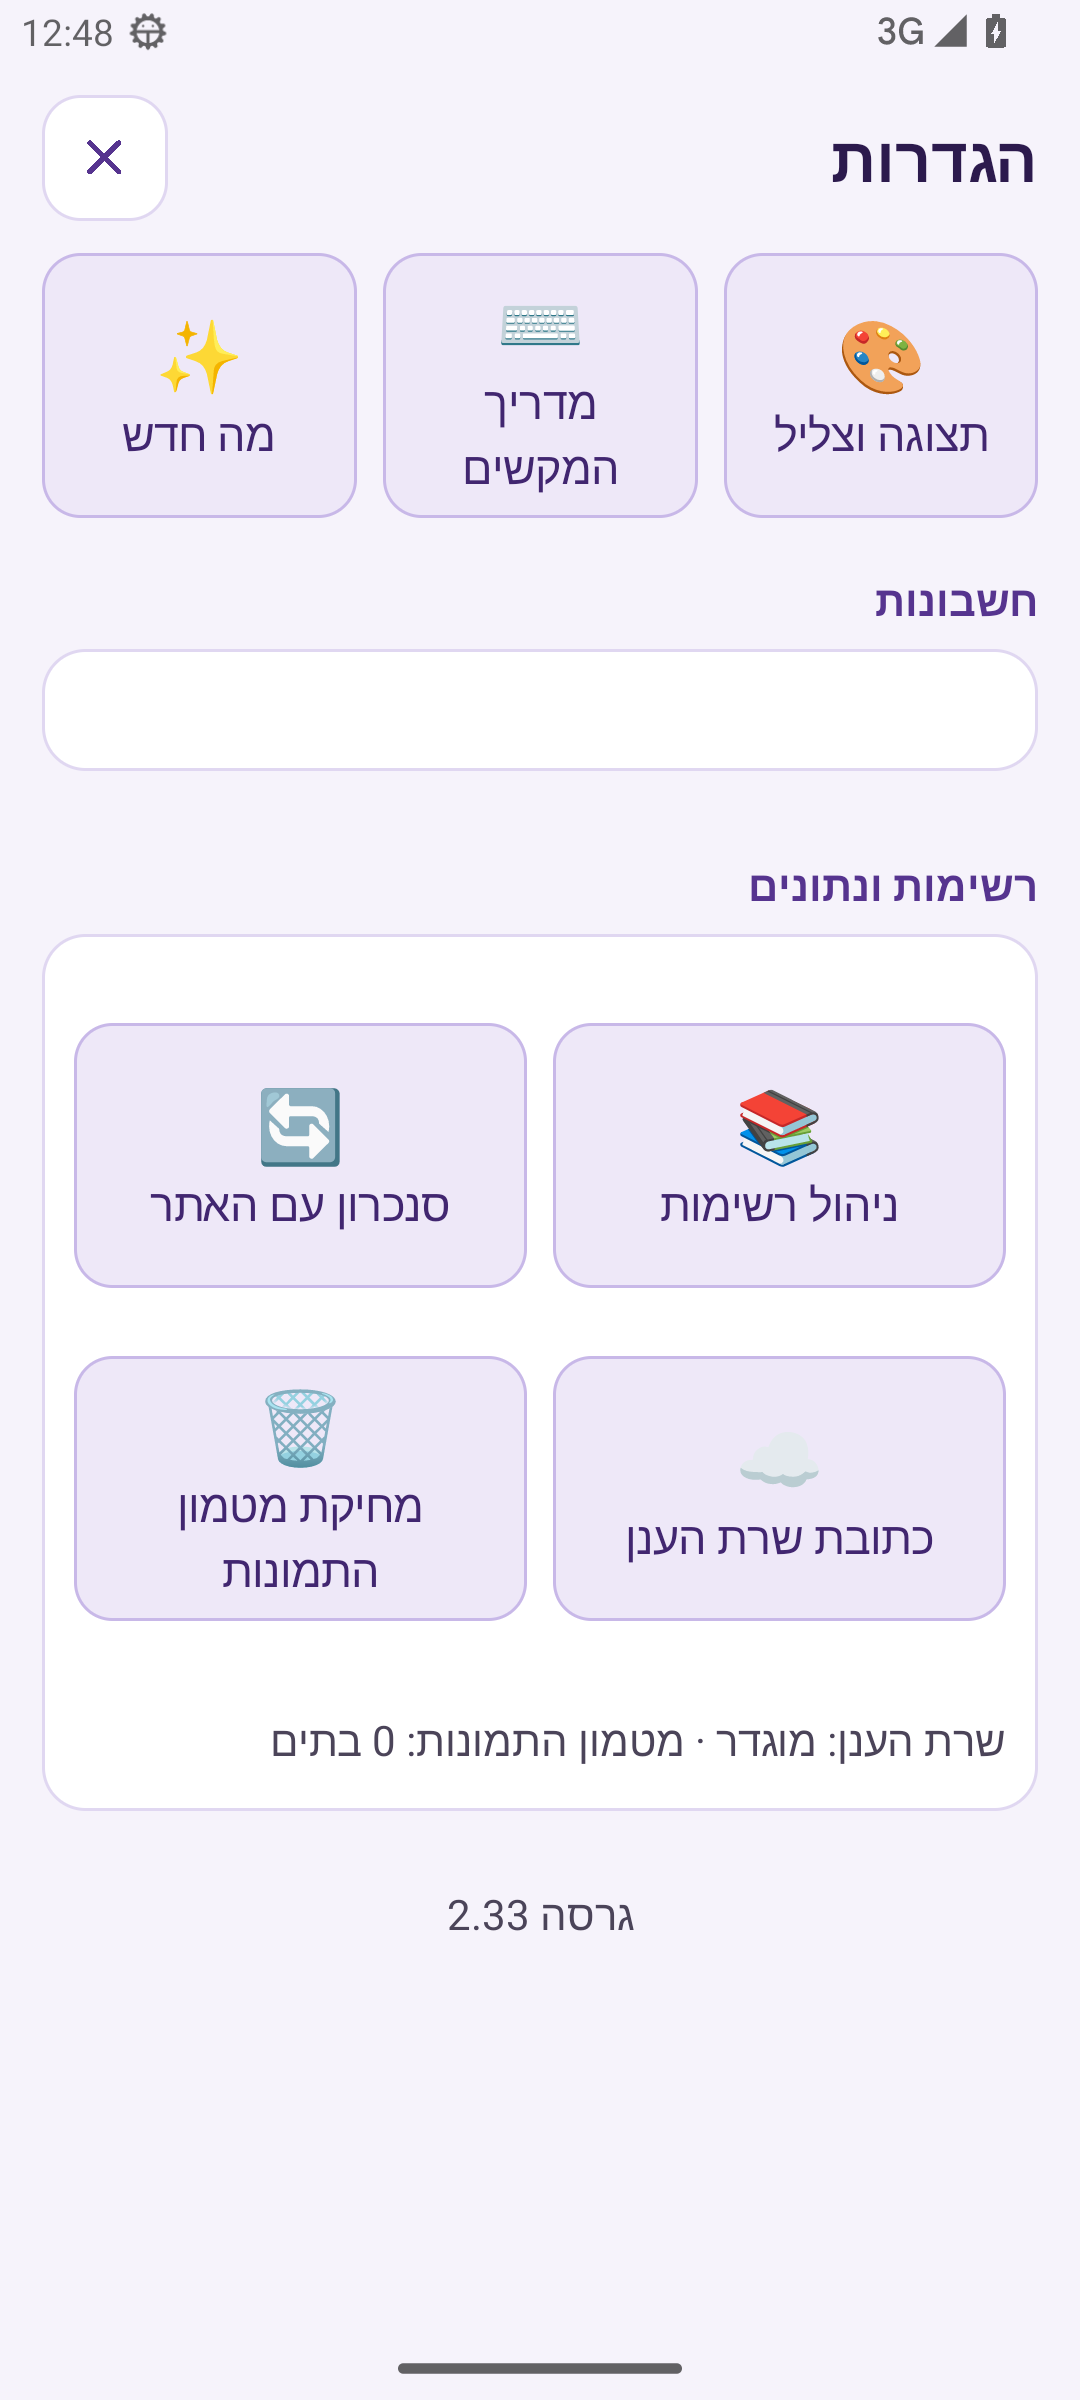 12:48 3G
הגדרות
תצוגה וצליל
מדריך
המקשים
מה חדש
חשבונות
רשימות ונתונים
ניהול רשימות
סנכרון עם האתר
כתובת שרת הענן
מחיקת מטמון
התמונות
שרת הענן: מוגדר · מטמון התמונות: 0 בתים
גרסה 2.33